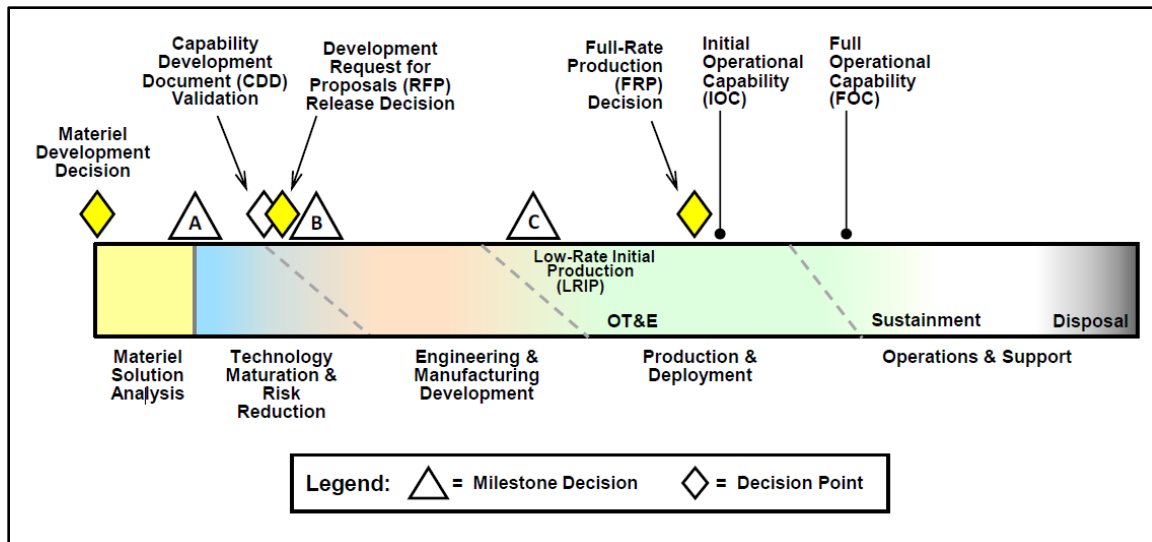 Capability
Development
Document (CDD)
Validation
Development
Request for
Proposals (RFP)
Release Decision
Full-Rate
Production
(FRP)
Decision
Initial
Operational
Capability
(IOC)
Full
Operational
Capability
(FOC)
Materiel
Development
Decision
A
B
C
Low-Rate Initial
Production
(LRIP)
OT&E
Sustainment
Disposal
Materiel
Solution
Analysis
Technology
Maturation &
Risk
Reduction
Engineering &
Manufacturing
Development
Production &
Deployment
Operations & Support
Legend:
= Milestone Decision
= Decision Point